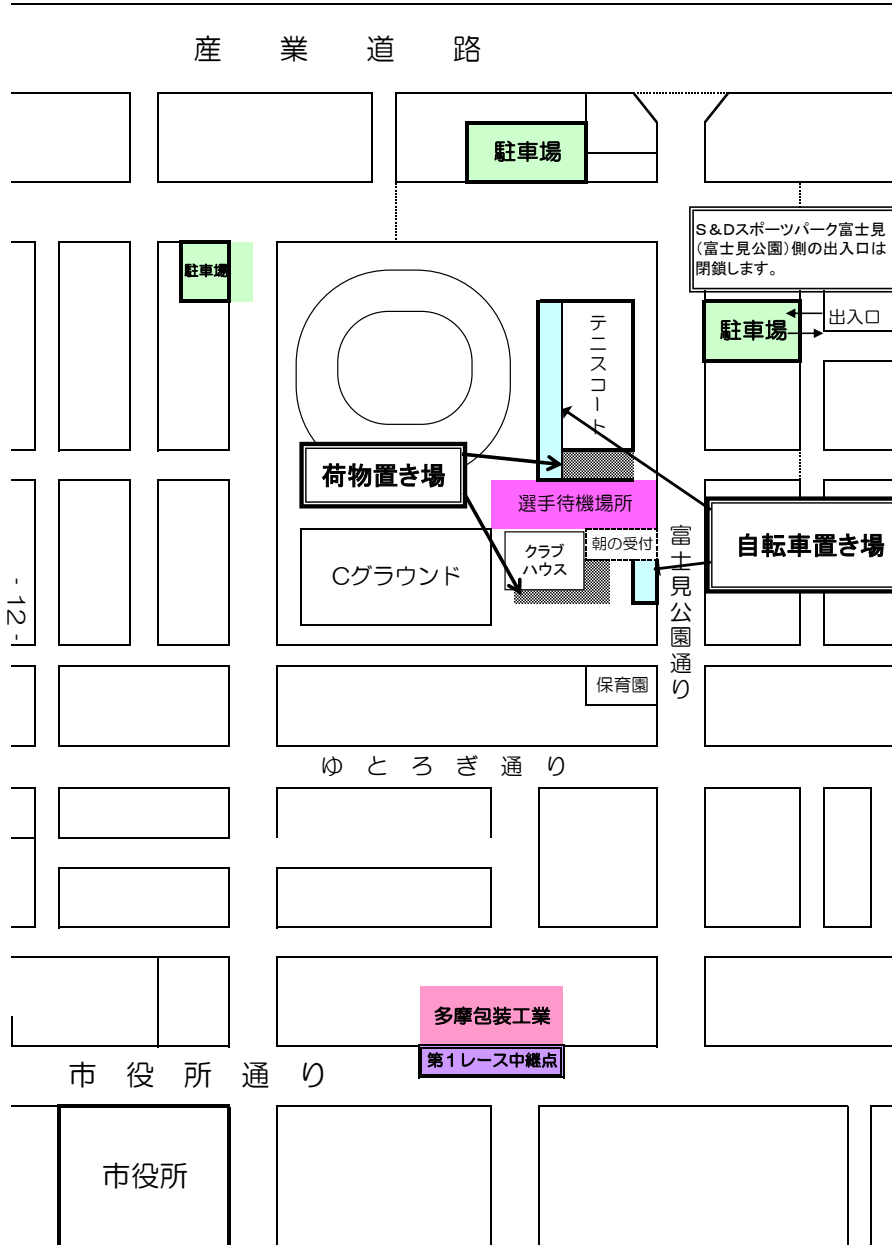 産業道路
駐車場
S&Dスポーツパーク富士見
(富士見公園)側の出入口は
閉鎖します。
駐車場
駐車場
出入口
テニスコート
荷物置き場
選手待機場所
自転車置き場
朝の受付
クラブ
ハウス
Cグラウンド
富士見公園通り
- 12 -
保育園
ゆとろぎ通り
多摩包装工業
第1レース中継点
市役所通り
市役所